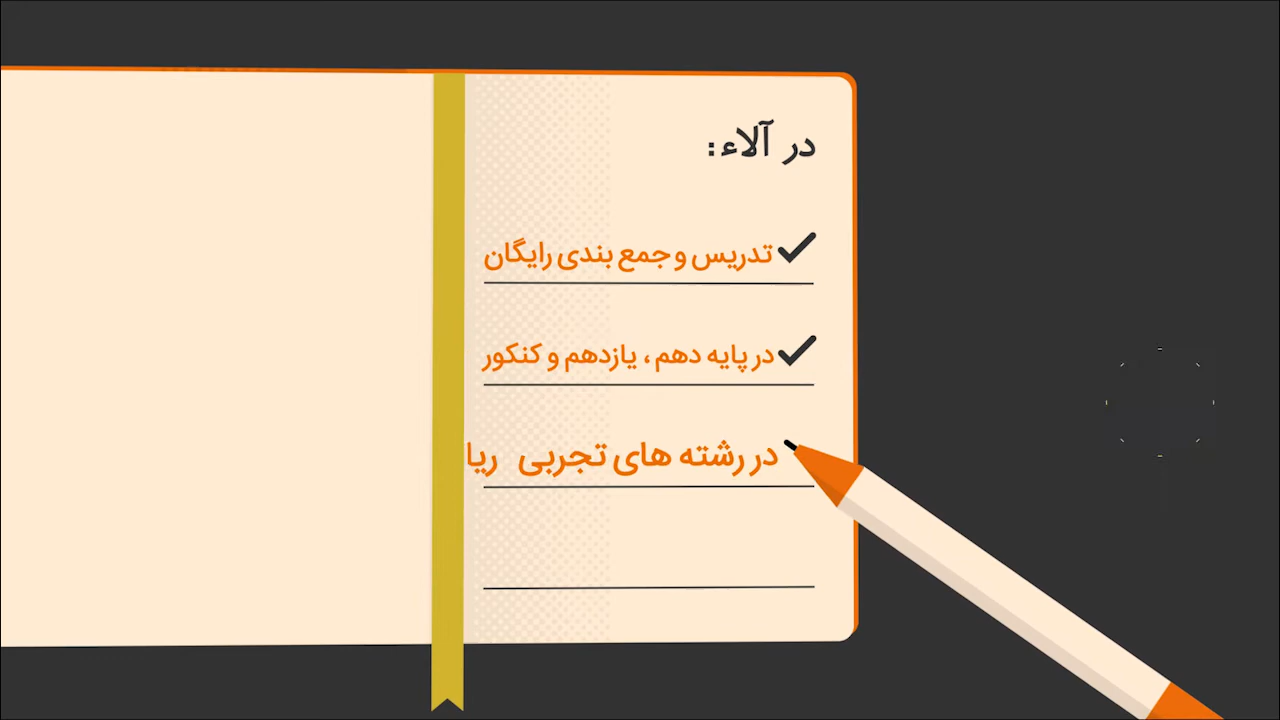 در آلاء:
تدریس و جمع بندی رایگان
در پایه دهم ، یازدهم و کنکور
در رشته های تجربی ریا